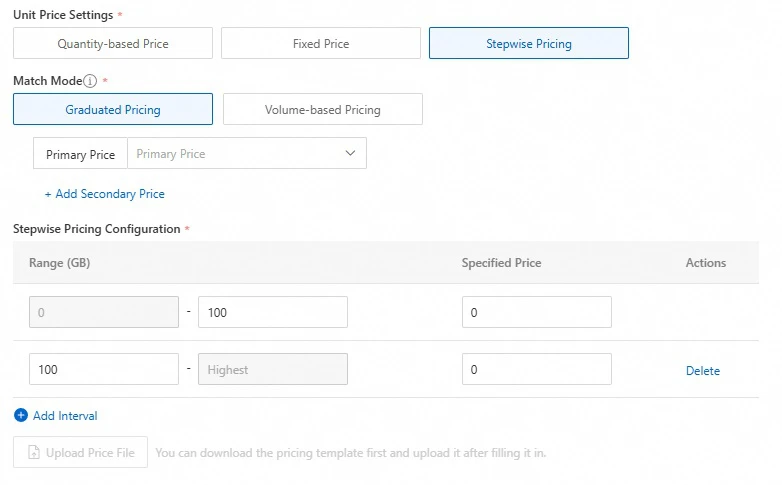 Unit Price Settings *
Quantity-based Price Fixed Price Stepwise Pricing
Match Mode i *
Graduated Pricing Volume-based Pricing
Primary Price Primary Price
+ Add Secondary Price
Stepwise Pricing Configuration *
Range (GB) Specified Price Actions
0 - 100 0
100 - Highest 0 Delete
+ Add Interval
Upload Price File You can download the pricing template first and upload it after filling it in.